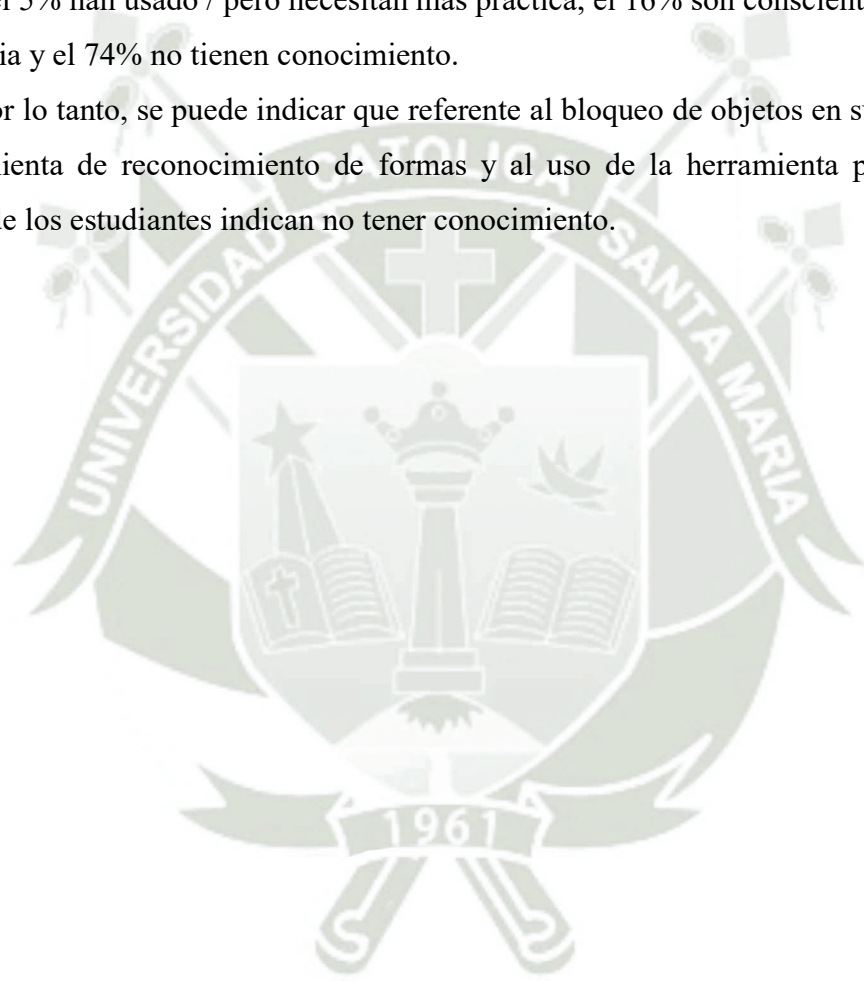 el 5% han usado / pero necesitan más práctica, el 16% son conscient
ia y el 74% no tienen conocimiento.
or lo tanto, se puede indicar que referente al bloqueo de objetos en s
ienta de reconocimiento de formas y al uso de la herramienta p
e los estudiantes indican no tener conocimiento.
UNIVERSIDAD CATOLICA SANTA MARIA
1961